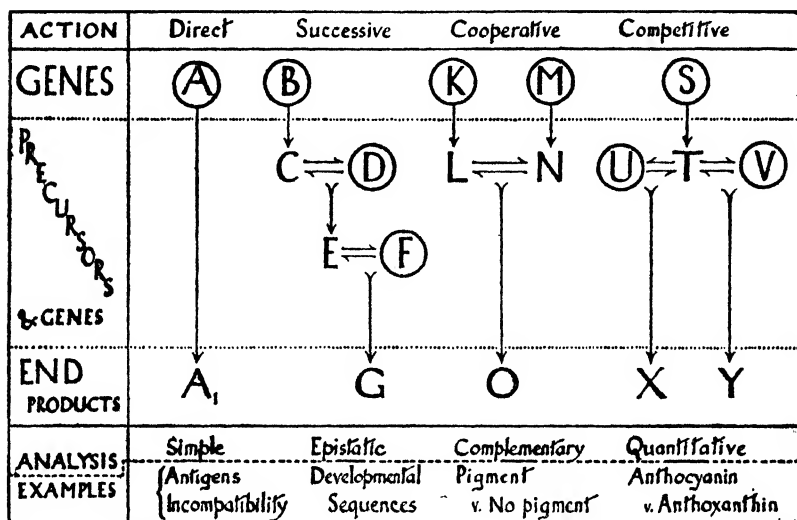 ACTION Direct Successive Cooperative Competitive
GENES A B K M S
PRECURSORS
C D L N U T V
E F
& GENES
END
PRODUCTS
A₁ G O X Y
ANALYSIS Simple Epistatic Complementary Quantitative
EXAMPLES
Antigens Developmental Pigment Anthocyanin
Incompatibility Sequences v. No pigment v. Anthoxanthin